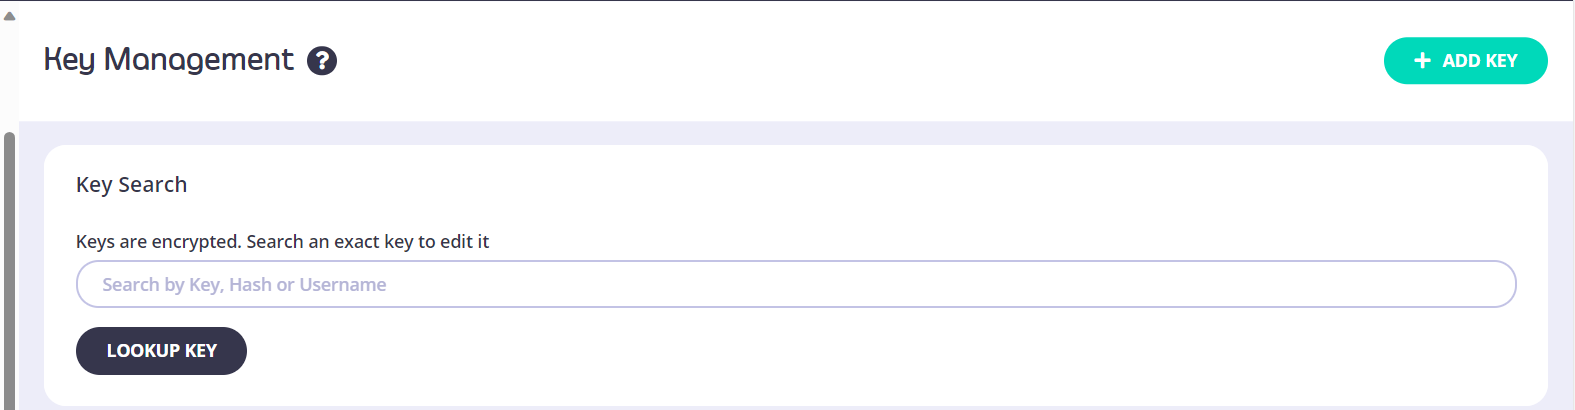 Key Management ?
+ ADD KEY
Key Search
Keys are encrypted. Search an exact key to edit it
Search by Key, Hash or Username
LOOKUP KEY